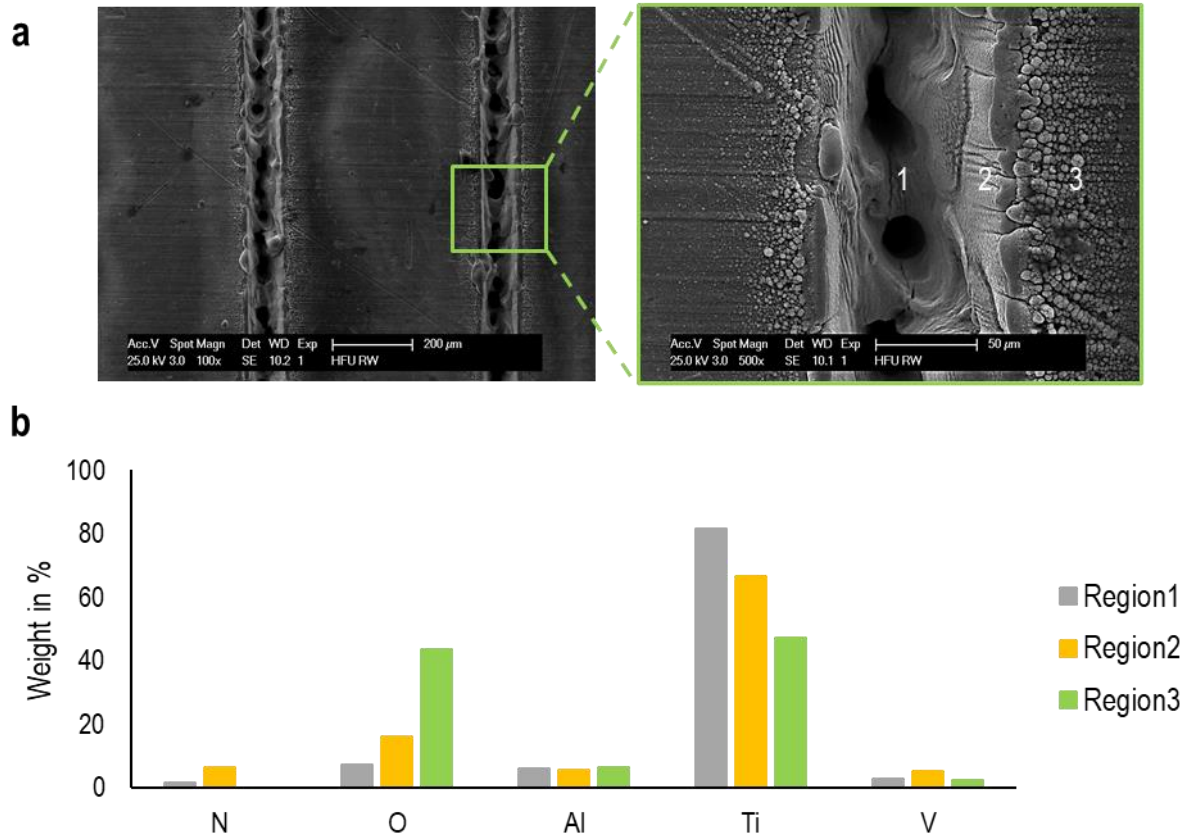 a
Acc.V Spot Magn Det WD Exp
25.0 kV 3.0 100x SE 10.2 1
200 µm
HFU RW
1
2
3
Acc.V Spot Magn Det WD Exp
25.0 kV 3.0 500x SE 10.1 1
50 µm
HFU RW
b
Weight in %
100
80
60
40
20
0
N O Al Ti V
Region1
Region2
Region3